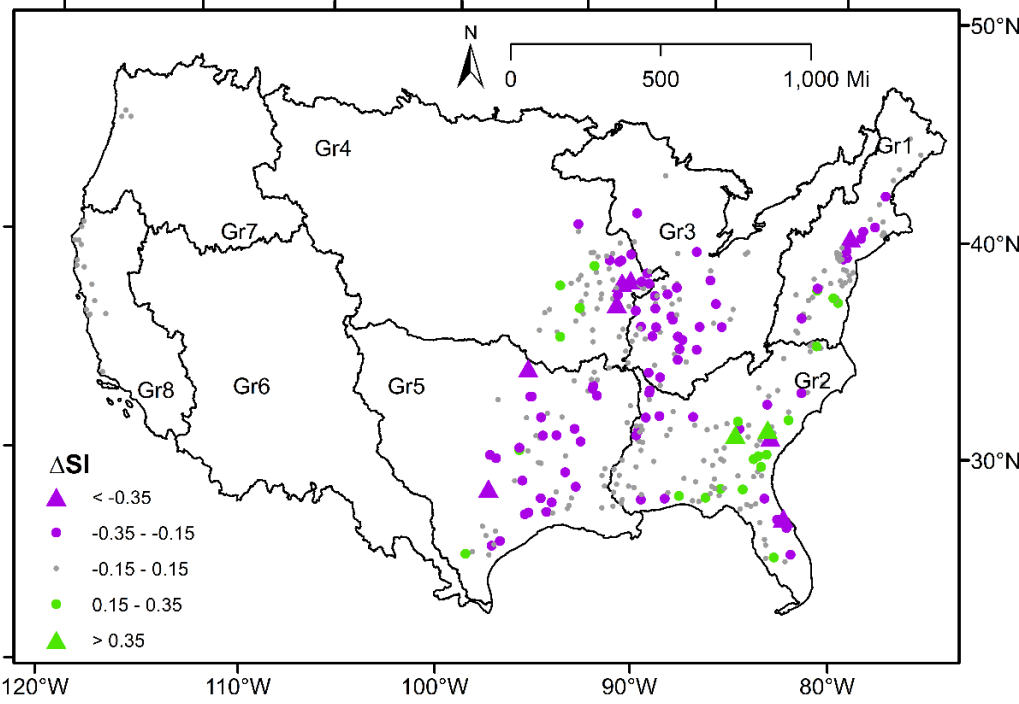 50°N
N
0 500 1,000 Mi
Gr1
Gr4
Gr7
Gr3
40°N
Gr2
Gr8
Gr6
Gr5
30°N
ΔSI
< -0.35
-0.35 - -0.15
-0.15 - 0.15
0.15 - 0.35
> 0.35
120°W 110°W 100°W 90°W 80°W